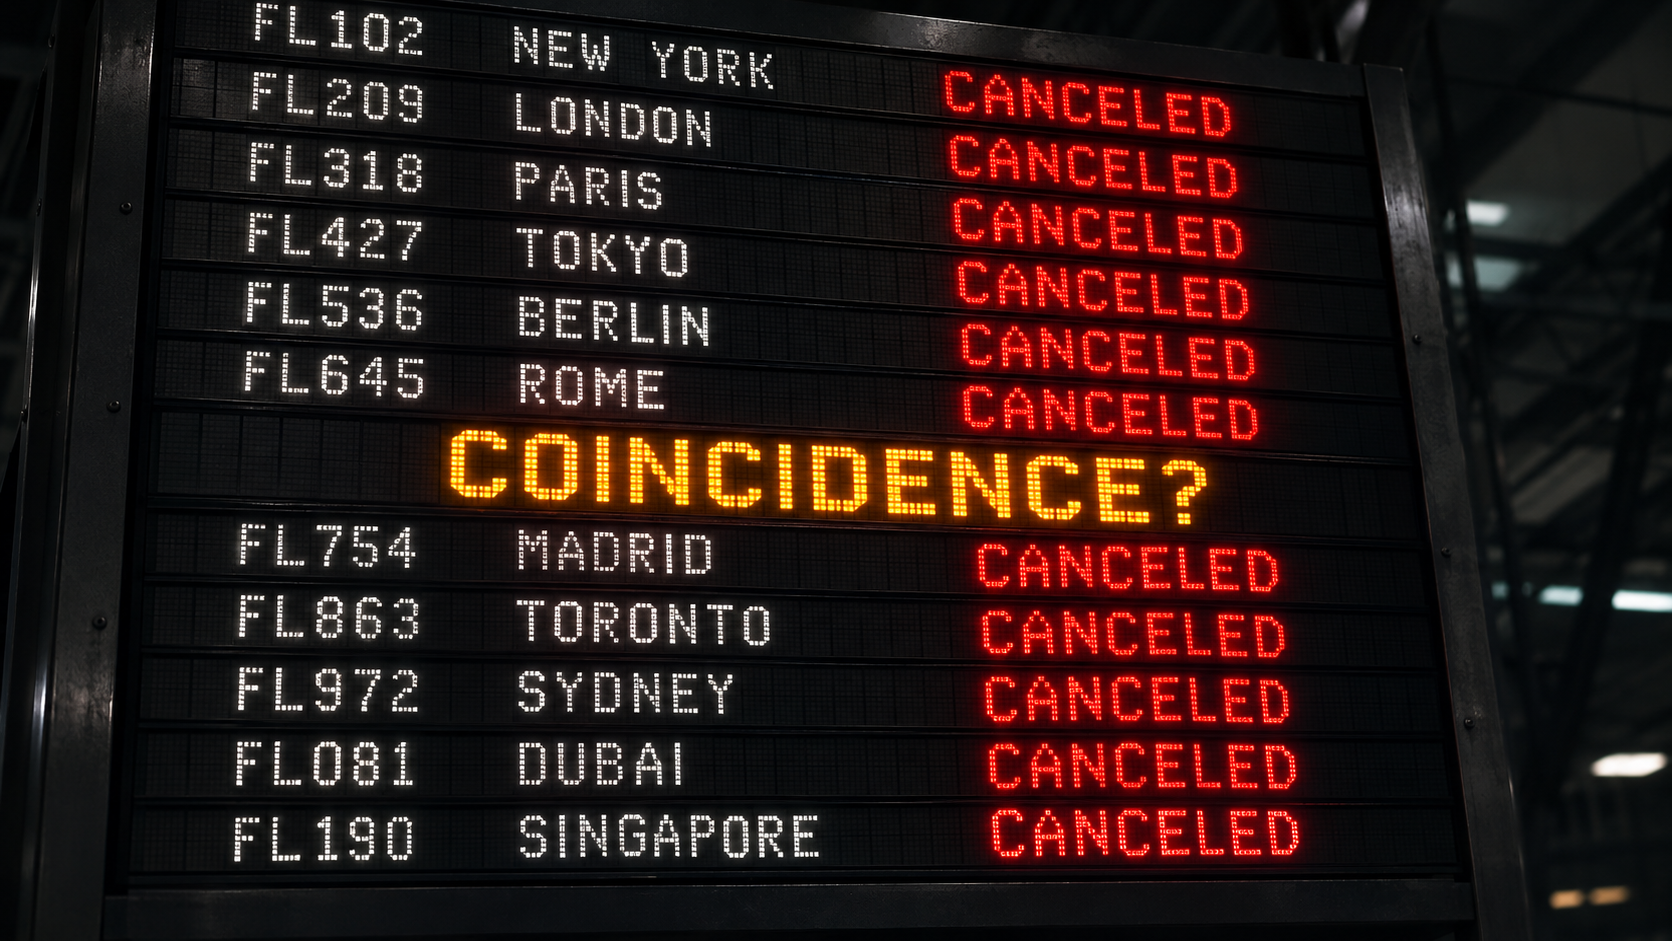 FL102 NEW YORK CANCELED
FL209 LONDON CANCELED
FL318 PARIS CANCELED
FL427 TOKYO CANCELED
FL536 BERLIN CANCELED
FL645 ROME CANCELED
COINCIDENCE?
FL754 MADRID CANCELED
FL863 TORONTO CANCELED
FL972 SYDNEY CANCELED
FL081 DUBAI CANCELED
FL190 SINGAPORE CANCELED